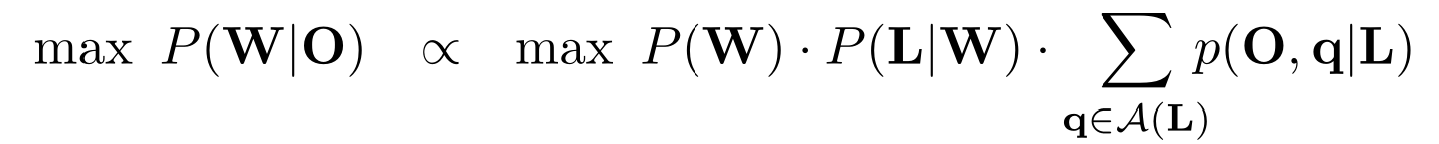 max P(𝐖|𝐎) ∝ max P(𝐖) · P(𝐋|𝐖) · ∑ p(𝐎, 𝐪|𝐋)
𝐪∈𝒜(𝐋)